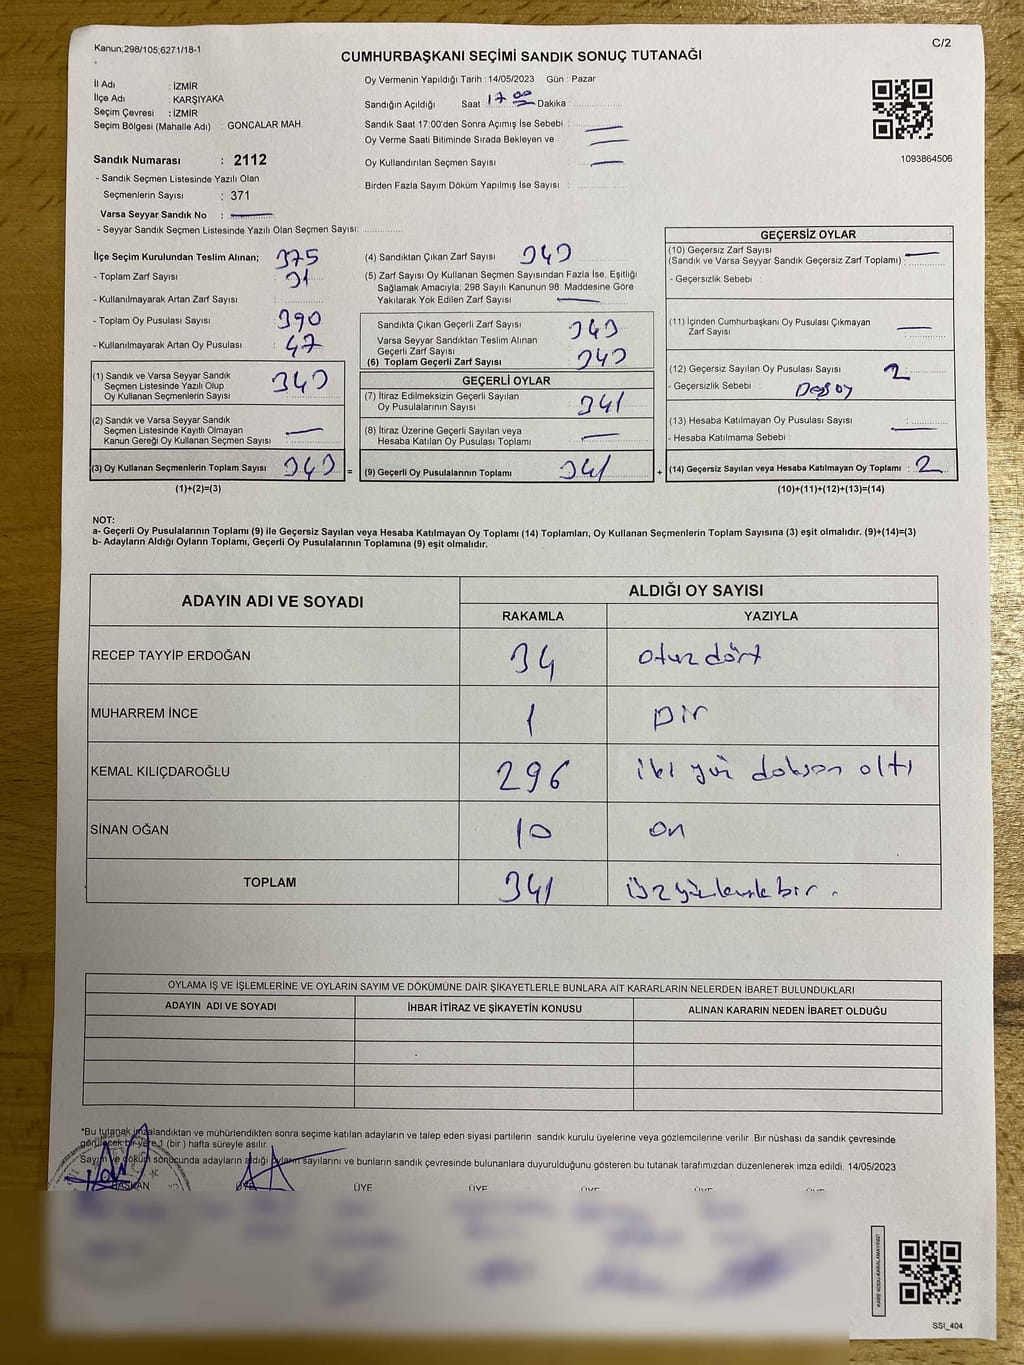 Kanun;298/105;6271/18-1
C/2
CUMHURBAŞKANI SEÇİMİ SANDIK SONUÇ TUTANAĞI
İl Adı : İZMİR
İlçe Adı : KARŞIYAKA
Seçim Çevresi : İZMİR
Seçim Bölgesi (Mahalle Adı) : GONCALAR MAH.
Sandık Numarası : 2112
- Sandık Seçmen Listesinde Yazılı Olan
Seçmenlerin Sayısı : 371
Varsa Seyyar Sandık No : —
- Seyyar Sandık Seçmen Listesinde Yazılı Olan Seçmen Sayısı:
Oy Vermenin Yapıldığı Tarih : 14/05/2023 Gün : Pazar
Sandığın Açıldığı Saat 17 00 Dakika :
Sandık Saat 17:00'den Sonra Açımış İse Sebebi : —
Oy Verme Saati Bitiminde Sırada Bekleyen ve —
Oy Kullandırılan Seçmen Sayısı : —
Birden Fazla Sayım Döküm Yapılmış İse Sayısı :
1093864506
İlçe Seçim Kurulundan Teslim Alınan;
- Toplam Zarf Sayısı : 375
- Kullanılmayarak Artan Zarf Sayısı : 31
- Toplam Oy Pusulası Sayısı : 390
- Kullanılmayarak Artan Oy Pusulası : 47
(1) Sandık ve Varsa Seyyar Sandık
Seçmen Listesinde Yazılı Olup
Oy Kullanan Seçmenlerin Sayısı : 343
(2) Sandık ve Varsa Seyyar Sandık
Seçmen Listesinde Kayıtlı Olmayan
Kanun Gereği Oy Kullanan Seçmen Sayısı : —
(3) Oy Kullanan Seçmenlerin Toplam Sayısı : 343 =
(1)+(2)=(3)
(4) Sandıktan Çıkan Zarf Sayısı : 343
(5) Zarf Sayısı Oy Kullanan Seçmen Sayısından Fazla İse, Eşitliği
Sağlamak Amacıyla; 298 Sayılı Kanunun 98. Maddesine Göre
Yakılarak Yok Edilen Zarf Sayısı : —
Sandıkta Çıkan Geçerli Zarf Sayısı : 343
Varsa Seyyar Sandıktan Teslim Alınan
Geçerli Zarf Sayısı
(6) Toplam Geçerli Zarf Sayısı : 343
GEÇERLİ OYLAR
(7) İtiraz Edilmeksizin Geçerli Sayılan
Oy Pusulalarının Sayısı : 341
(8) İtiraz Üzerine Geçerli Sayılan veya
Hesaba Katılan Oy Pusulası Toplamı : —
(9) Geçerli Oy Pusulalarının Toplamı : 341 +
GEÇERSİZ OYLAR
(10) Geçersiz Zarf Sayısı
(Sandık ve Varsa Seyyar Sandık Geçersiz Zarf Toplamı) : —
- Geçersizlik Sebebi :
(11) İçinden Cumhurbaşkanı Oy Pusulası Çıkmayan
Zarf Sayısı : —
(12) Geçersiz Sayılan Oy Pusulası Sayısı : 2
- Geçersizlik Sebebi :
(13) Hesaba Katılmayan Oy Pusulası Sayısı : —
- Hesaba Katılmama Sebebi :
(14) Geçersiz Sayılan veya Hesaba Katılmayan Oy Toplamı : 2
(10)+(11)+(12)+(13)=(14)
NOT:
a- Geçerli Oy Pusulalarının Toplamı (9) ile Geçersiz Sayılan veya Hesaba Katılmayan Oy Toplamı (14) Toplamları, Oy Kullanan Seçmenlerin Toplam Sayısına (3) eşit olmalıdır. (9)+(14)=(3)
b- Adayların Aldığı Oyların Toplamı, Geçerli Oy Pusulalarının Toplamına (9) eşit olmalıdır.
ADAYIN ADI VE SOYADI
ALDIĞI OY SAYISI
RAKAMLA YAZIYLA
RECEP TAYYİP ERDOĞAN 34 otuz dört
MUHARREM İNCE 1 bir
KEMAL KILIÇDAROĞLU 296 iki yüz doksan altı
SİNAN OĞAN 10 on
TOPLAM 341
OYLAMA İŞ VE İŞLEMLERİNE VE OYLARIN SAYIM VE DÖKÜMÜNE DAİR ŞİKAYETLERLE BUNLARA AİT KARARLARIN NELERDEN İBARET BULUNDUKLARI
ADAYIN ADI VE SOYADI İHBAR İTİRAZ VE ŞİKAYETİN KONUSU ALINAN KARARIN NEDEN İBARET OLDUĞU
*Bu tutanak imzalandıktan ve mühürlendikten sonra seçime katılan adayların ve talep eden siyasi partilerin sandık kurulu üyelerine veya gözlemcilerine verilir. Bir nüshası da sandık çevresinde
görülecek bir yere 1 (bir) hafta süreyle asılır.
Sayım ve döküm sonucunda adayların aldığı oyların sayılarını ve bunların sandık çevresinde bulunanlara duyurulduğunu gösteren bu tutanak tarafımızdan düzenlenerek imza edildi. 14/05/2023
BAŞKAN ÜYE ÜYE ÜYE ÜYE ÜYE ÜYE
KARE KODU KARALAMAYINIZ!
SSI_404